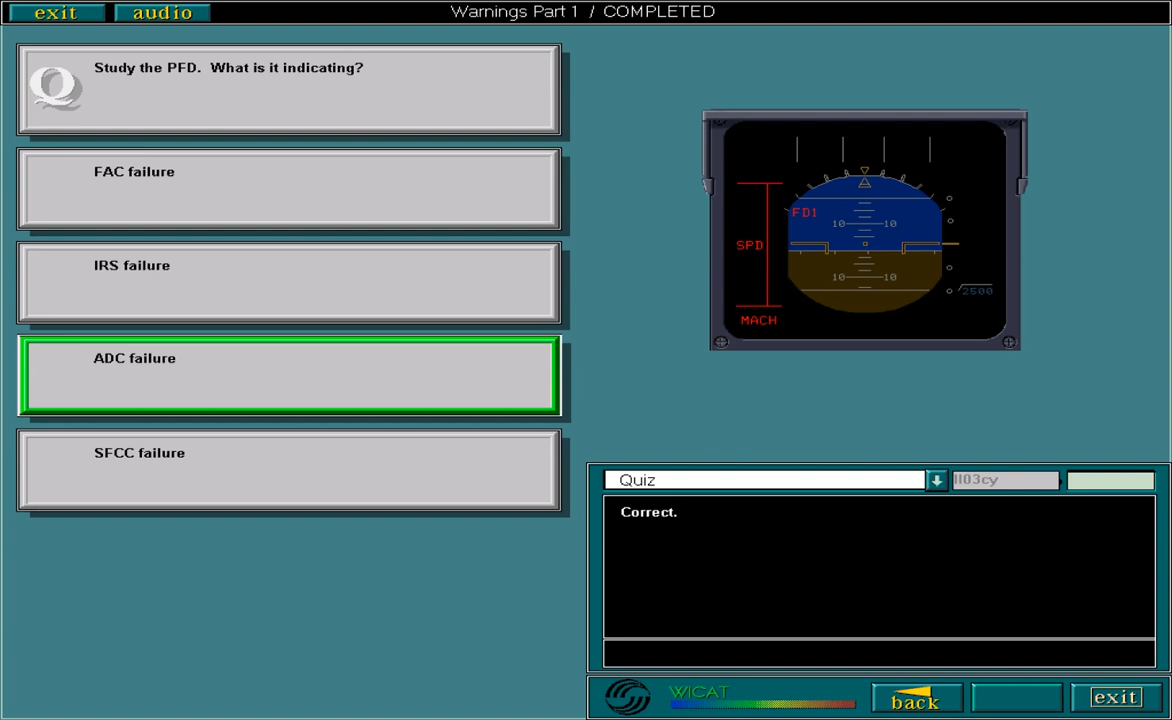 exit audio Warnings Part 1 / COMPLETED
Q Study the PFD. What is it indicating?
FAC failure
IRS failure
ADC failure
SFCC failure
FD1
10 10
SPD
10 10
2500
MACH
Quiz ll03cy
Correct.
WICAT back exit